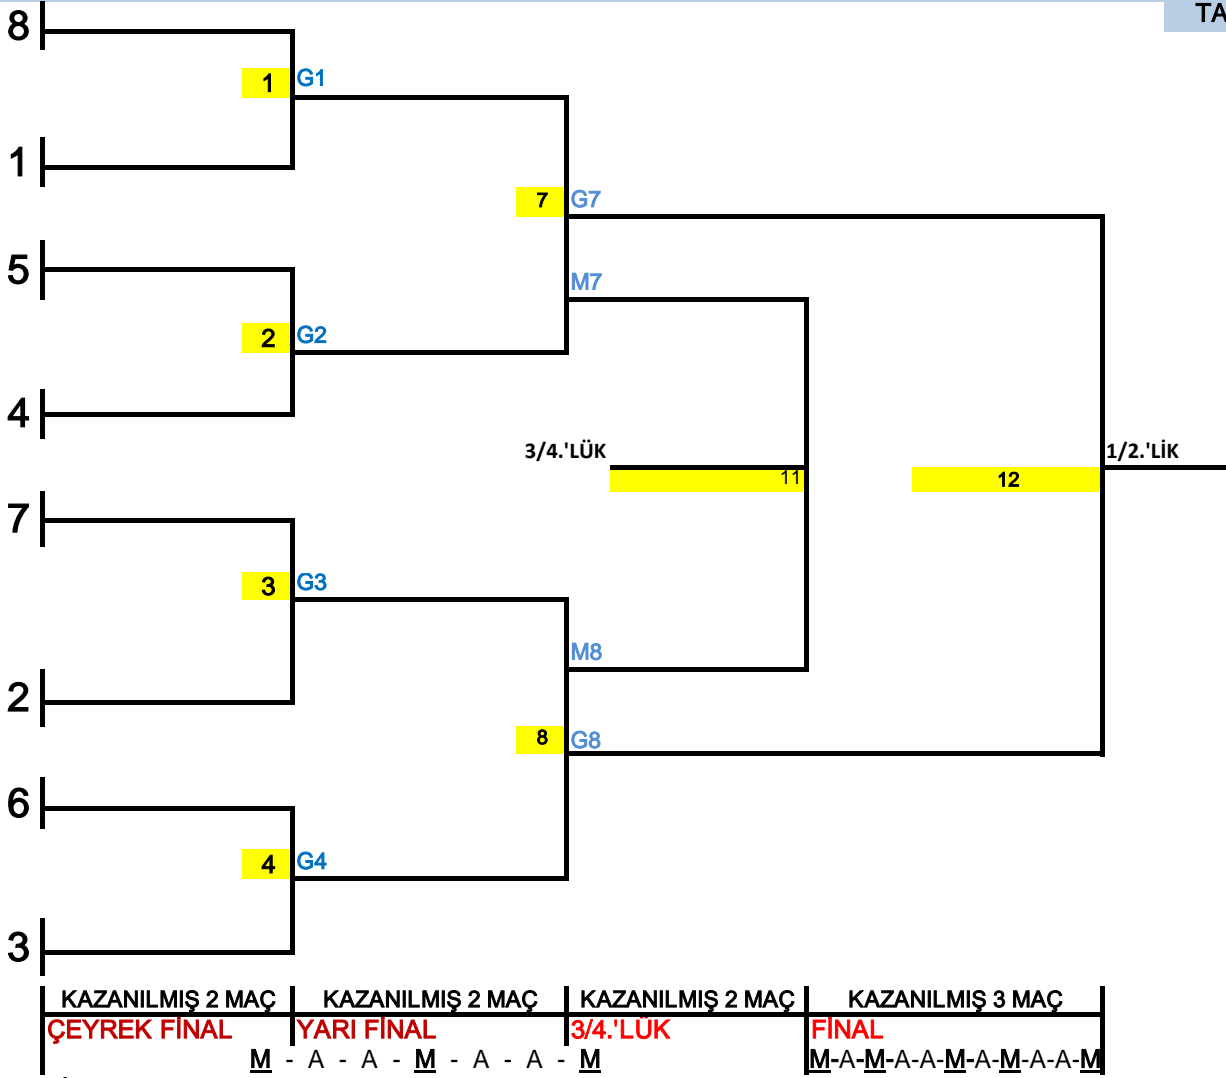 TA
8
1 G1
1
7 G7
5
M7
2 G2
4
3/4.'LÜK
1/2.'LİK
11
12
7
3 G3
M8
2
8 G8
6
4 G4
3
KAZANILMIŞ 2 MAÇ KAZANILMIŞ 2 MAÇ KAZANILMIŞ 2 MAÇ KAZANILMIŞ 3 MAÇ
ÇEYREK FİNAL YARI FİNAL 3/4.'LÜK FİNAL
M - A - A - M - A - A - M M-A-M-A-A-M-A-M-A-A-M